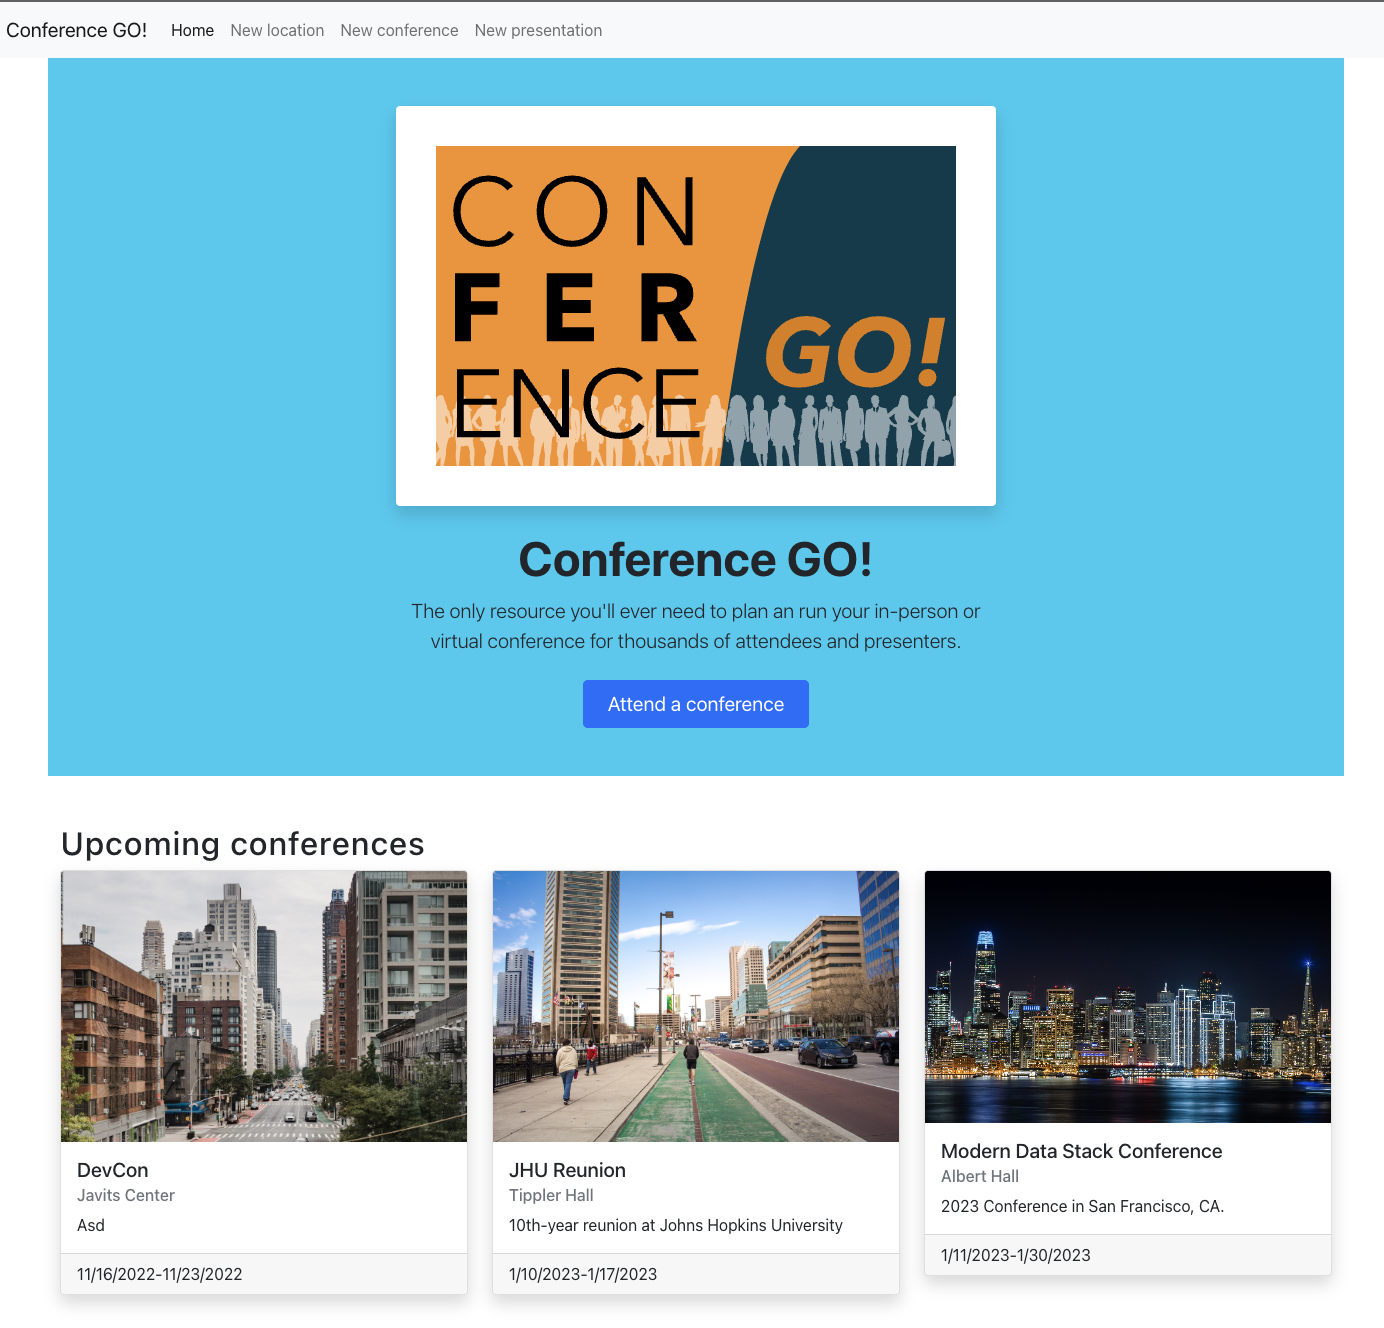 Conference GO! Home New location New conference New presentation
CON
FER
ENCE
GO!
Conference GO!
The only resource you'll ever need to plan an run your in-person or
virtual conference for thousands of attendees and presenters.
Attend a conference
Upcoming conferences
DevCon
Javits Center
Asd
11/16/2022-11/23/2022
JHU Reunion
Tippler Hall
10th-year reunion at Johns Hopkins University
1/10/2023-1/17/2023
Modern Data Stack Conference
Albert Hall
2023 Conference in San Francisco, CA.
1/11/2023-1/30/2023